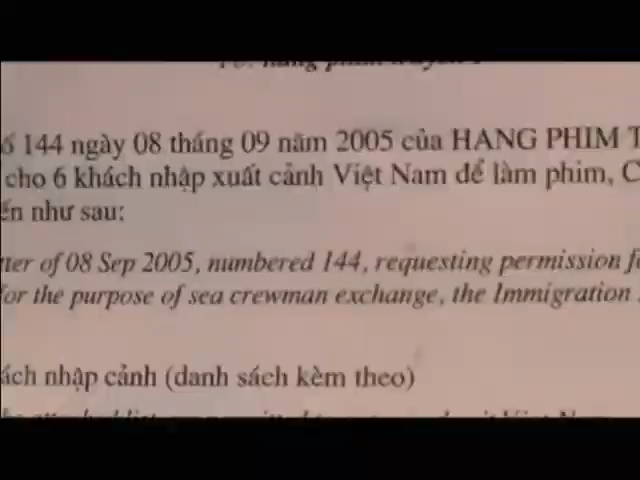 ố 144 ngày 08 tháng 09 năm 2005 của HANG PHIM T
cho 6 khách nhập xuất cảnh Việt Nam để làm phim, C
ến như sau:
tter of 08 Sep 2005, numbered 144, requesting permission fo
for the purpose of sea crewman exchange, the Immigration
ách nhập cảnh (danh sách kèm theo)